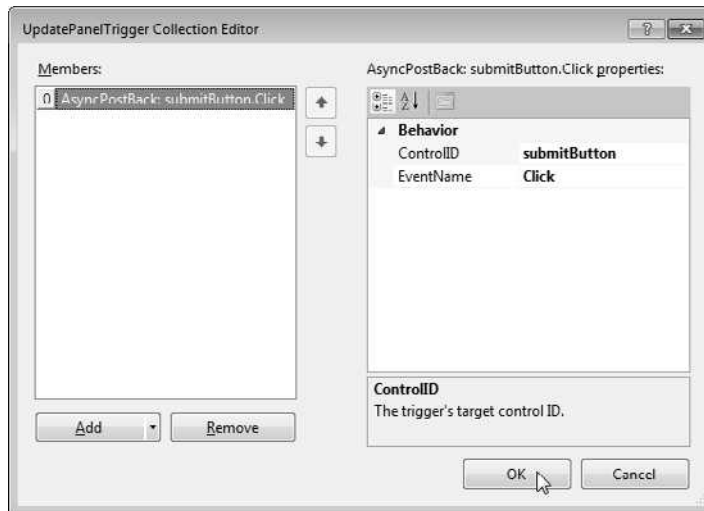 UpdatePanelTrigger Collection Editor
Members:
0 AsyncPostBack: submitButton.Click
AsyncPostBack: submitButton.Click properties:
Behavior
ControlID submitButton
EventName Click
ControlID
The trigger's target control ID.
Add
Remove
OK
Cancel